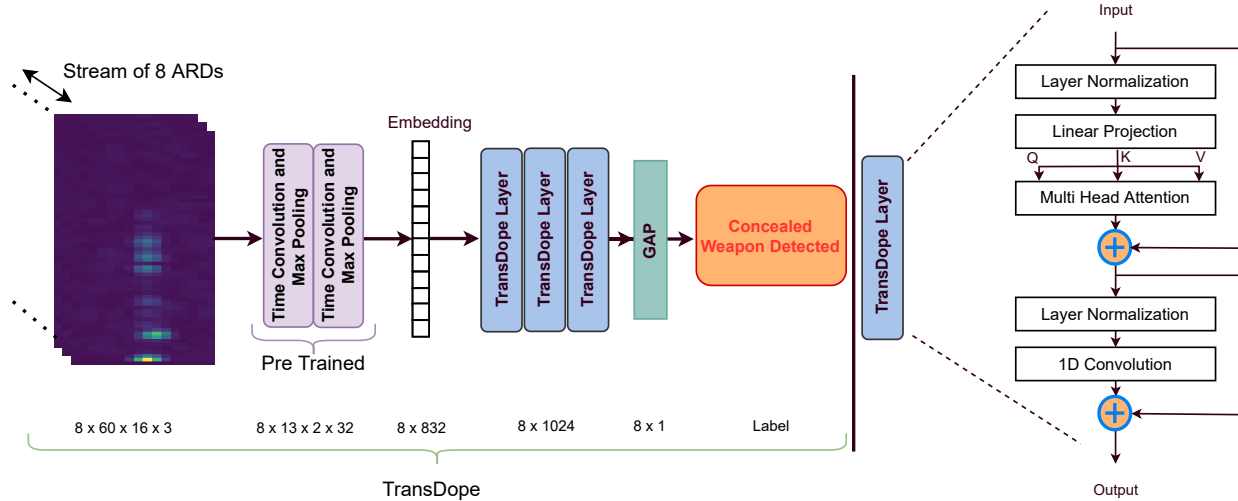 Stream of 8 ARDs
Time Convolution and
Max Pooling
Time Convolution and
Max Pooling
Pre Trained
Embedding
TransDope Layer
TransDope Layer
TransDope Layer
GAP
Concealed
Weapon Detected
8 x 60 x 16 x 3
8 x 13 x 2 x 32
8 x 832
8 x 1024
8 x 1
Label
TransDope
TransDope Layer
Input
Layer Normalization
Linear Projection
Q K V
Multi Head Attention
Layer Normalization
1D Convolution
Output